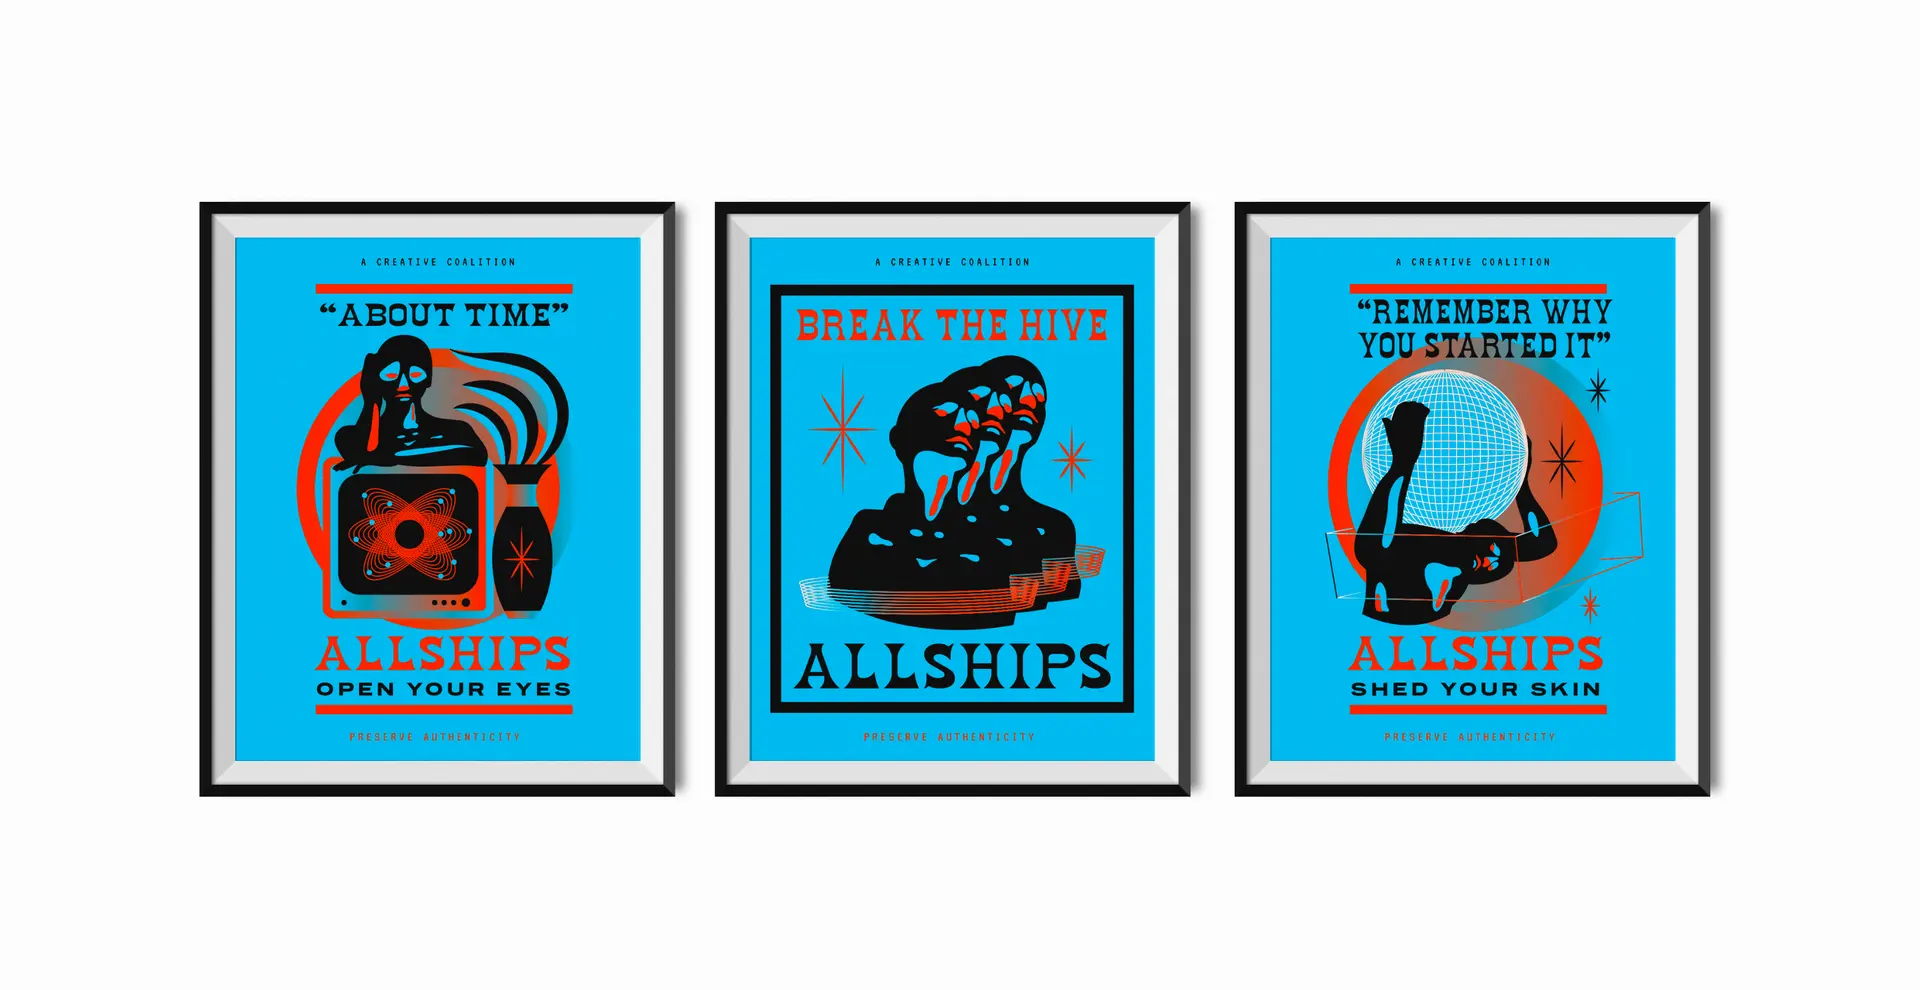 A CREATIVE COALITION
“ABOUT TIME”
ALLSHIPS
OPEN YOUR EYES
PRESERVE AUTHENTICITY
A CREATIVE COALITION
BREAK THE HIVE
ALLSHIPS
PRESERVE AUTHENTICITY
A CREATIVE COALITION
“REMEMBER WHY
YOU STARTED IT”
ALLSHIPS
SHED YOUR SKIN
PRESERVE AUTHENTICITY